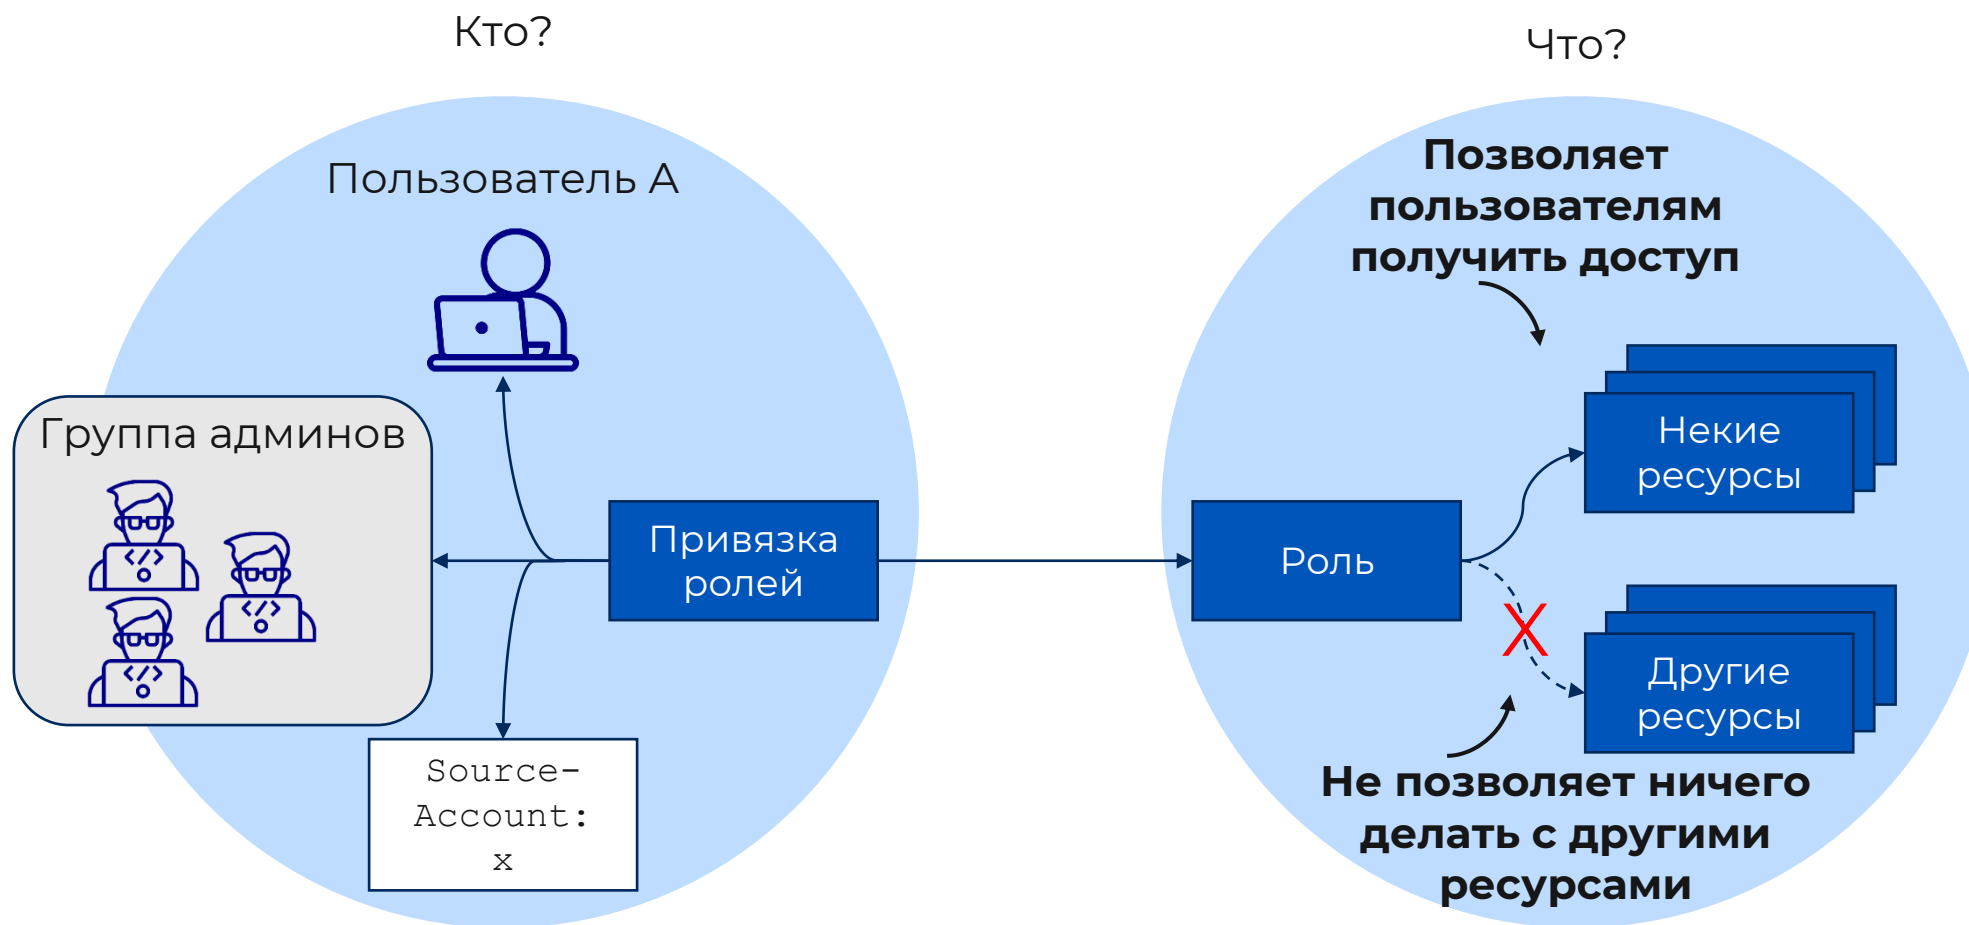 Кто?
Что?
Пользователь А
Позволяет
пользователям
получить доступ
Группа админов
Некие
ресурсы
Привязка
ролей
Роль
Х
Другие
ресурсы
Source-
Account:
x
Не позволяет ничего
делать с другими
ресурсами